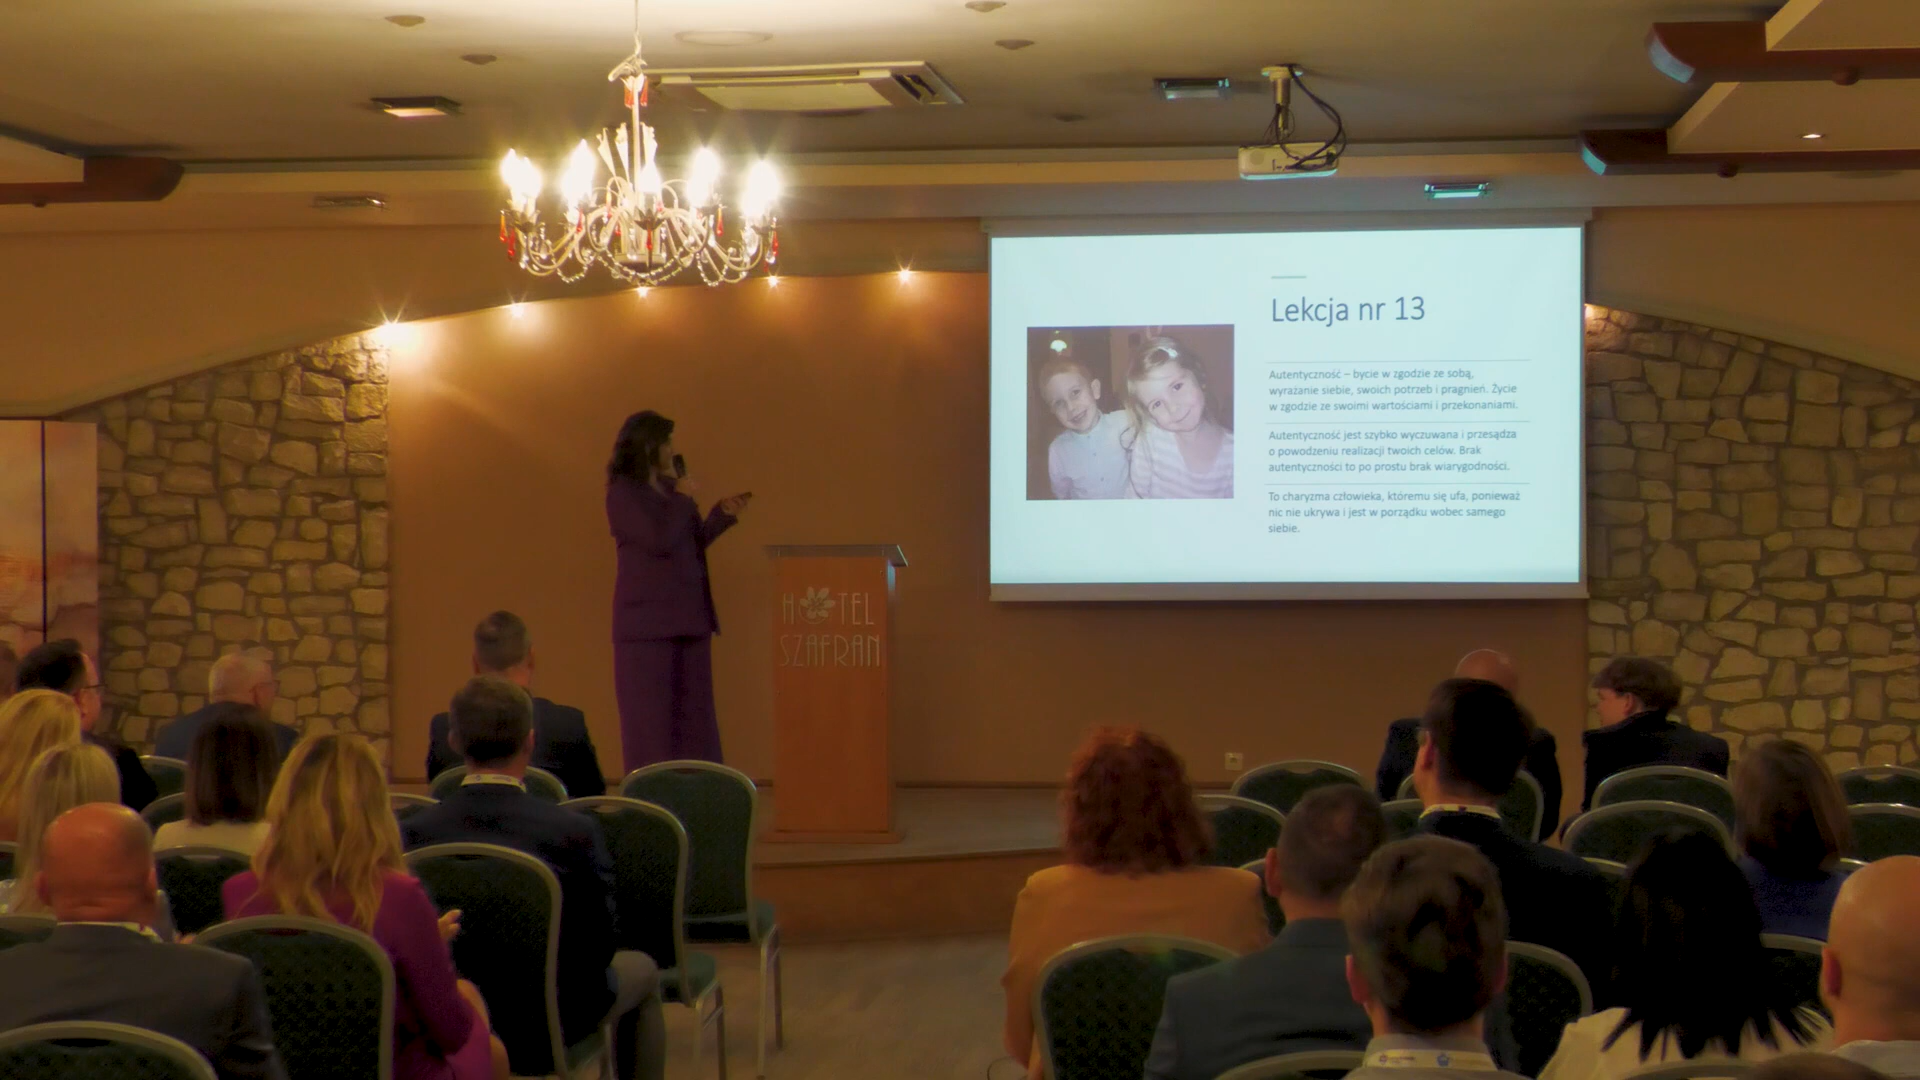 Lekcja nr 13
Autentyczność – bycie w zgodzie ze sobą,
wyrażanie siebie, swoich potrzeb i pragnień. Życie
w zgodzie ze swoimi wartościami i przekonaniami.
Autentyczność jest szybko wyczuwana i przesądza
o powodzeniu realizacji twoich celów. Brak
autentyczności to po prostu brak wiarygodności.
To charyzma człowieka, któremu się ufa, ponieważ
nic nie ukrywa i jest w porządku wobec samego
siebie.
HOTEL
SZAFRAN